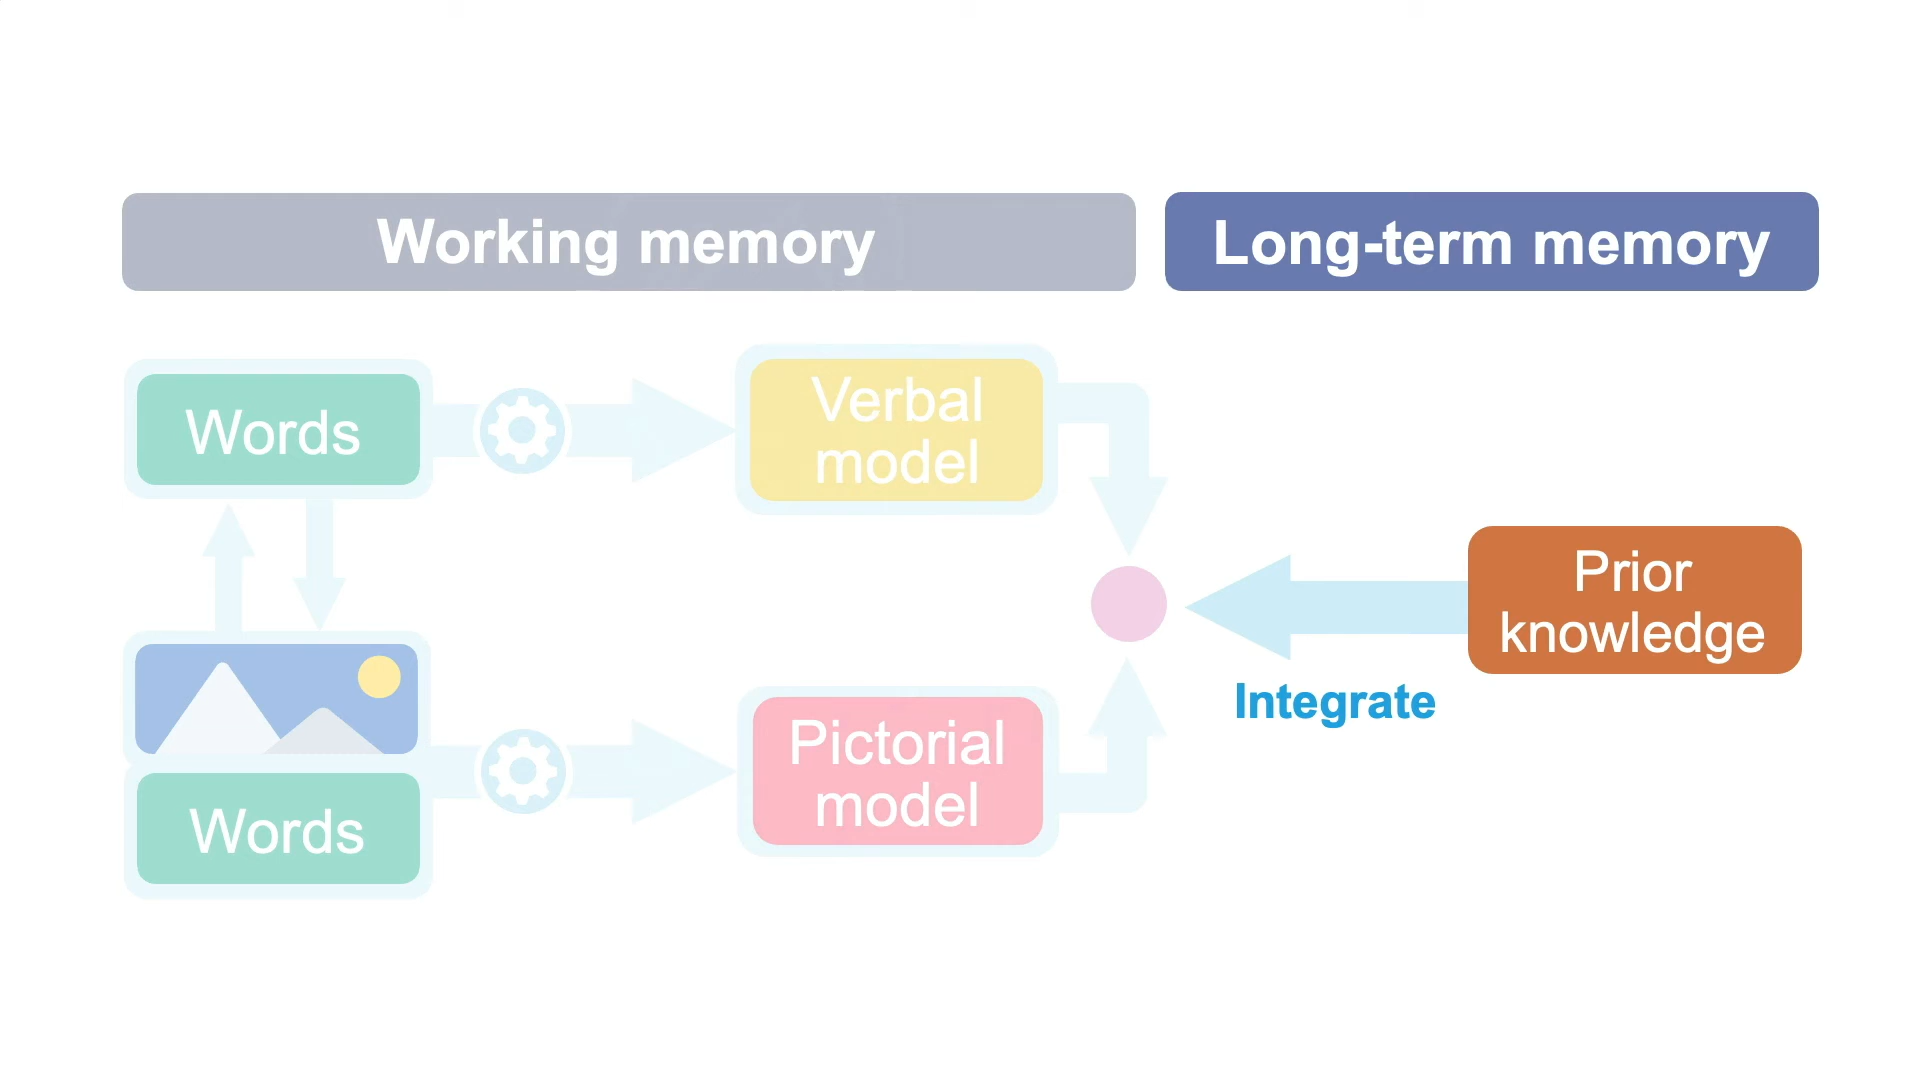 Working memory
Long-term memory
Words
Verbal
model
Prior
knowledge
Integrate
Pictorial
model
Words